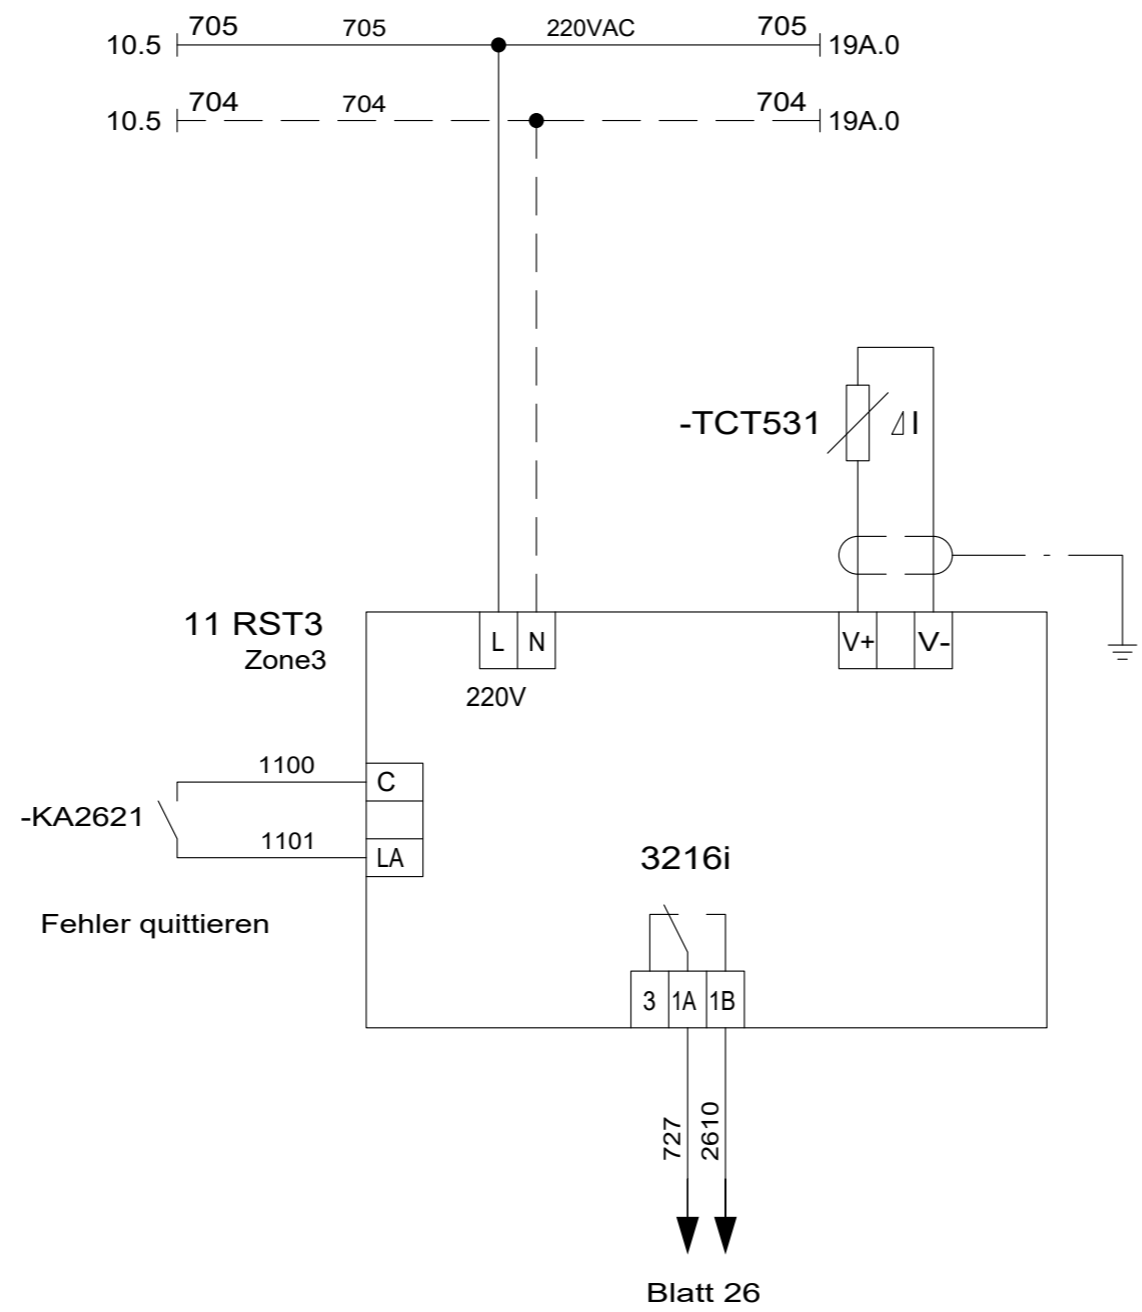 10.5 705 705 220VAC 705 19A.0
10.5 704 704 704 19A.0
-TCT531 ⊿I
11 RST3
Zone3
L N V+ V-
220V
1100 C
-KA2621
1101 LA
3216i
Fehler quittieren
3 1A 1B
727 2610
Blatt 26